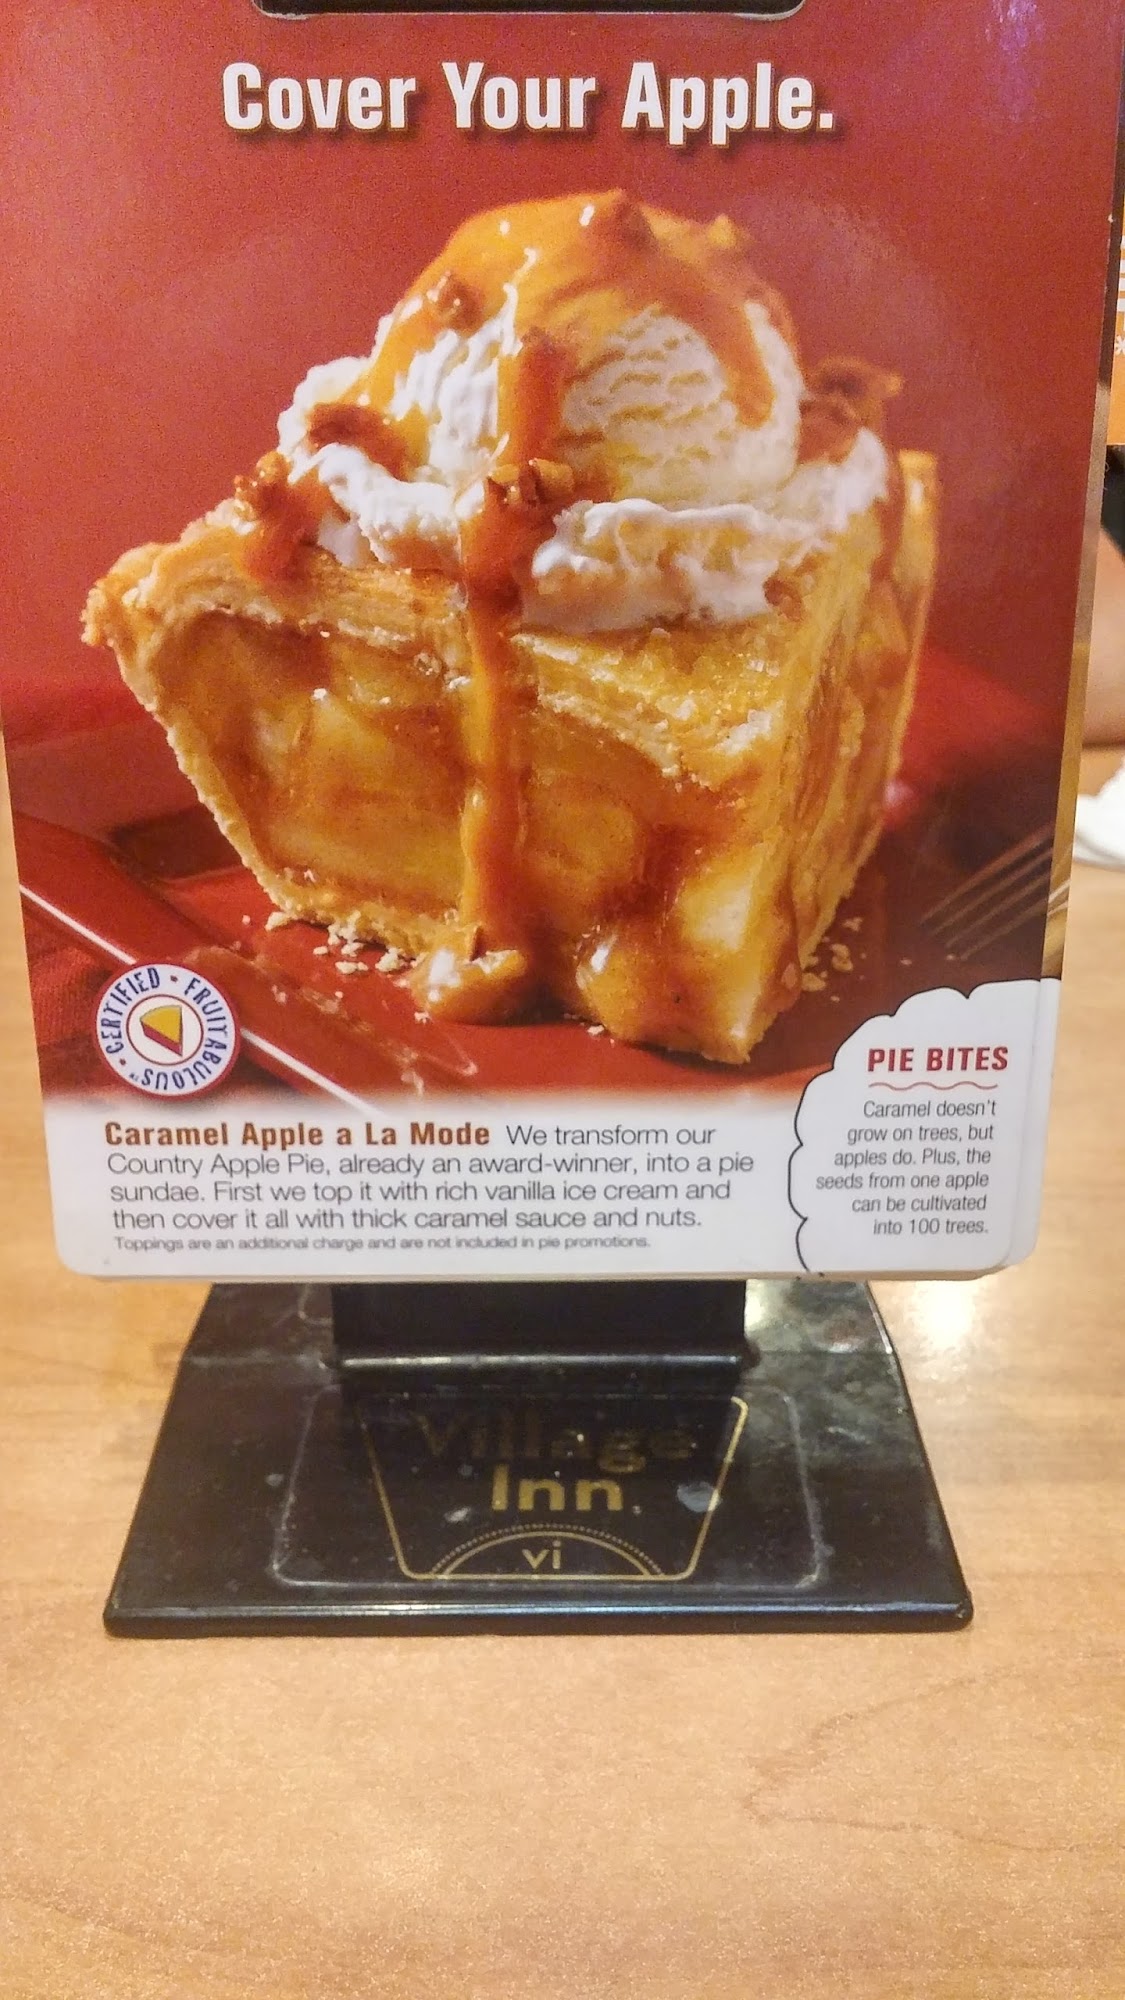 Cover Your Apple.
CERTIFIED • FRUITABULOUS •
PIE BITES
Caramel doesn't
grow on trees, but
apples do. Plus, the
seeds from one apple
can be cultivated
into 100 trees.
Caramel Apple a La Mode We transform our
Country Apple Pie, already an award-winner, into a pie
sundae. First we top it with rich vanilla ice cream and
then cover it all with thick caramel sauce and nuts.
Toppings are an additional charge and are not included in pie promotions.
Village
Inn
vi